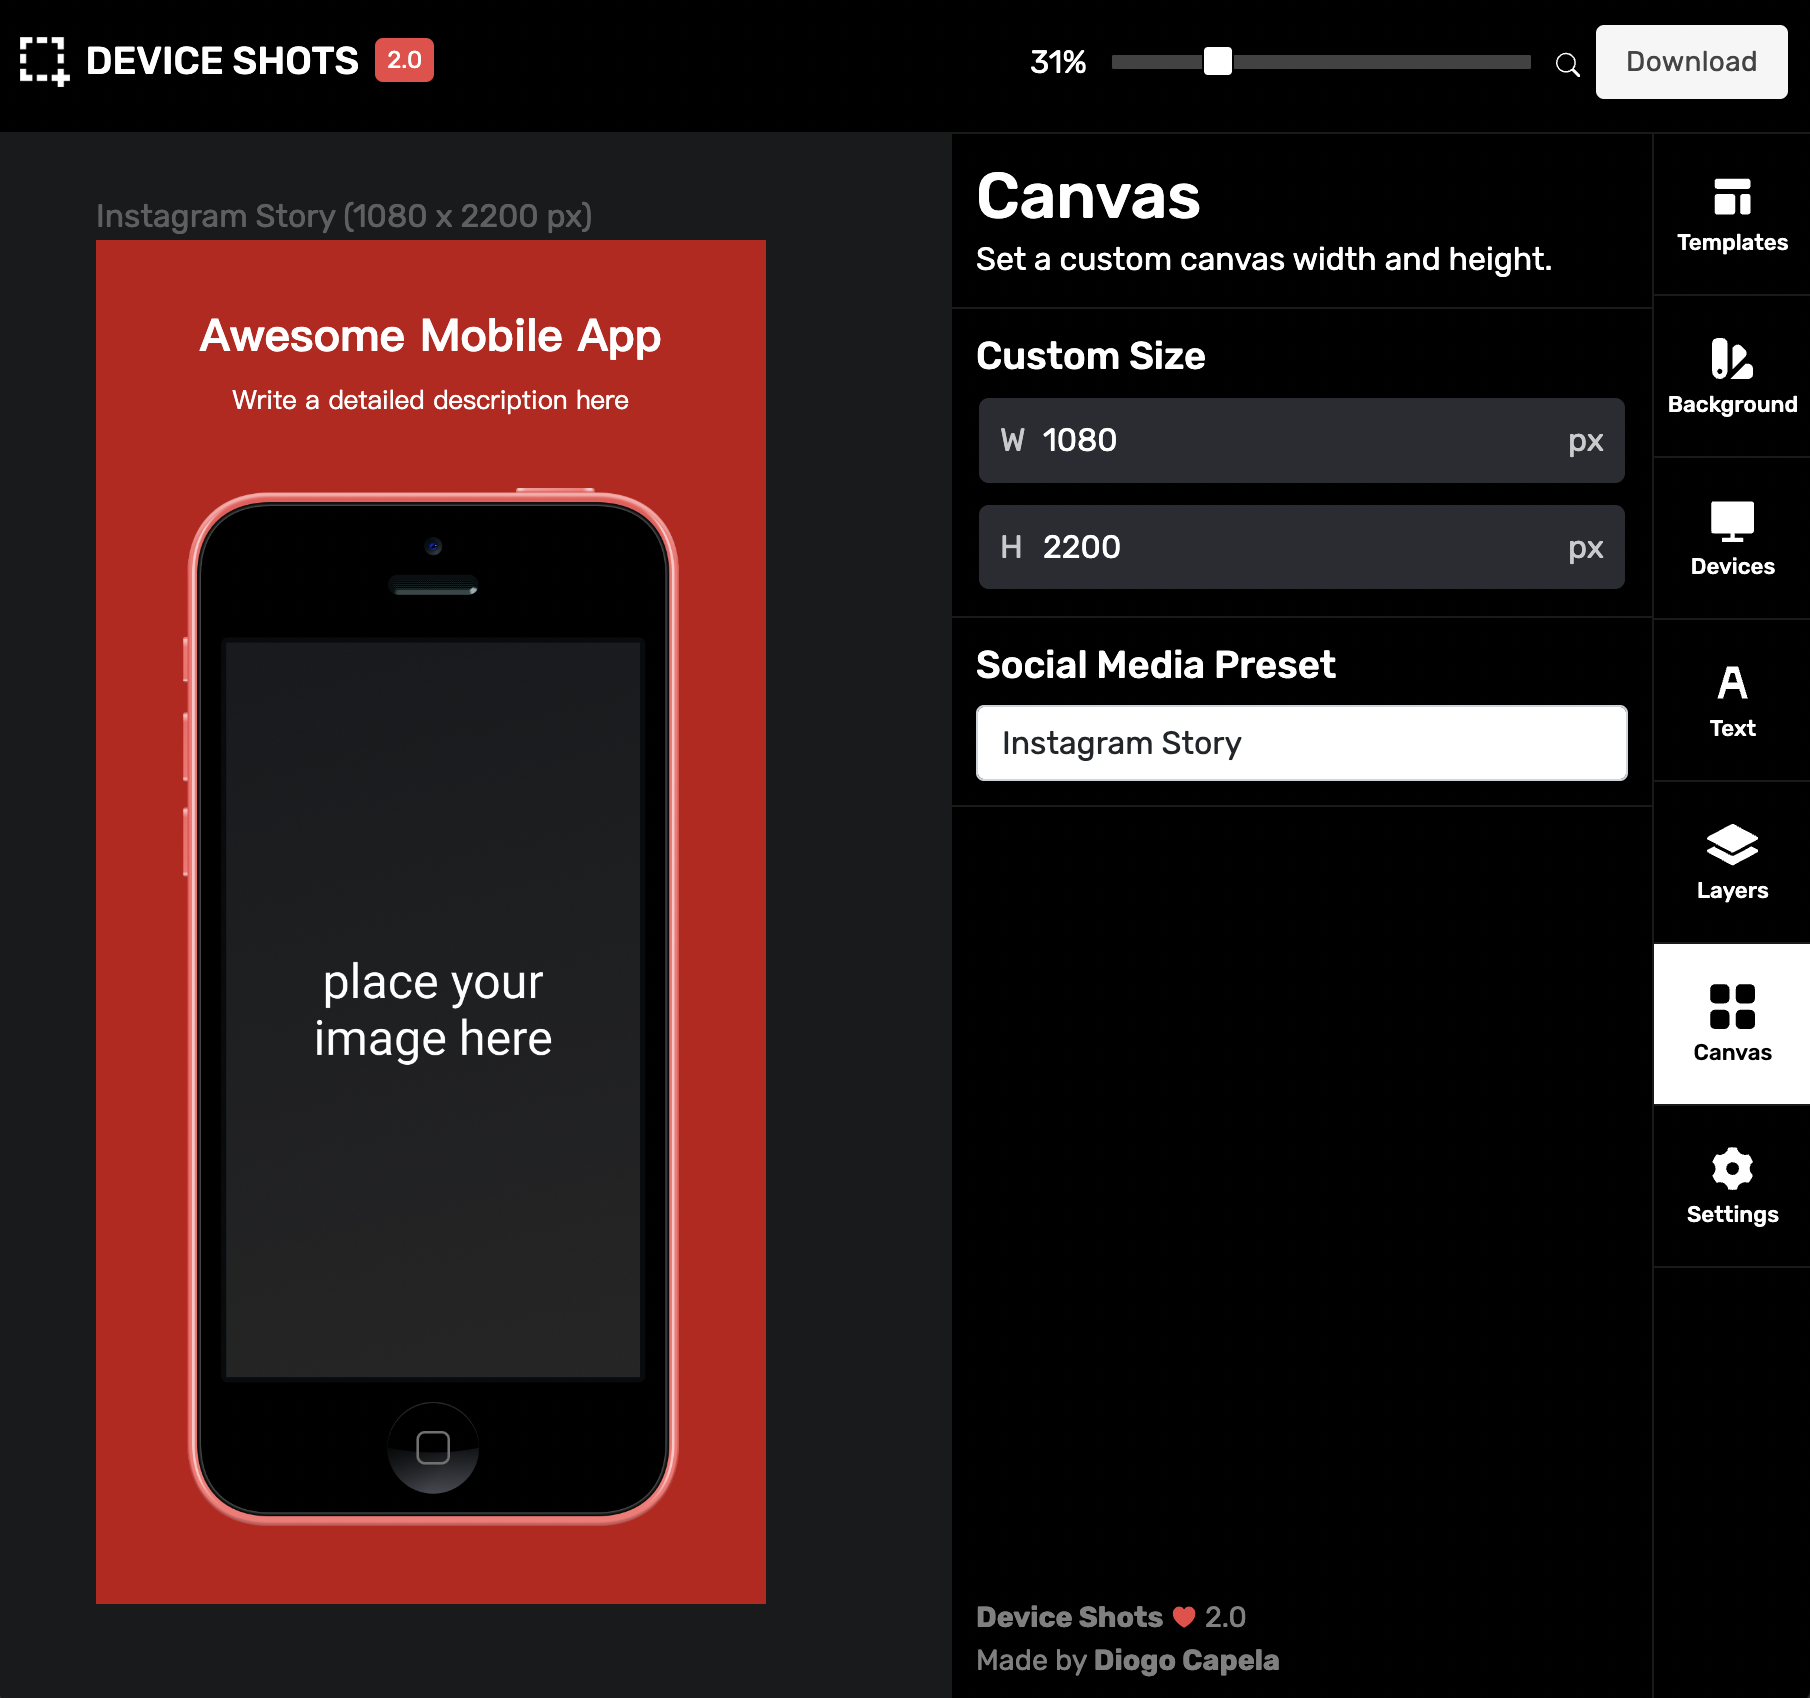 DEVICE SHOTS 2.0
31%
Download
Instagram Story (1080 x 2200 px)
Awesome Mobile App
Write a detailed description here
place your
image here
Canvas
Set a custom canvas width and height.
Custom Size
W 1080 px
H 2200 px
Social Media Preset
Instagram Story
Device Shots 2.0
Made by Diogo Capela
Templates
Background
Devices
A
Text
Layers
Canvas
Settings